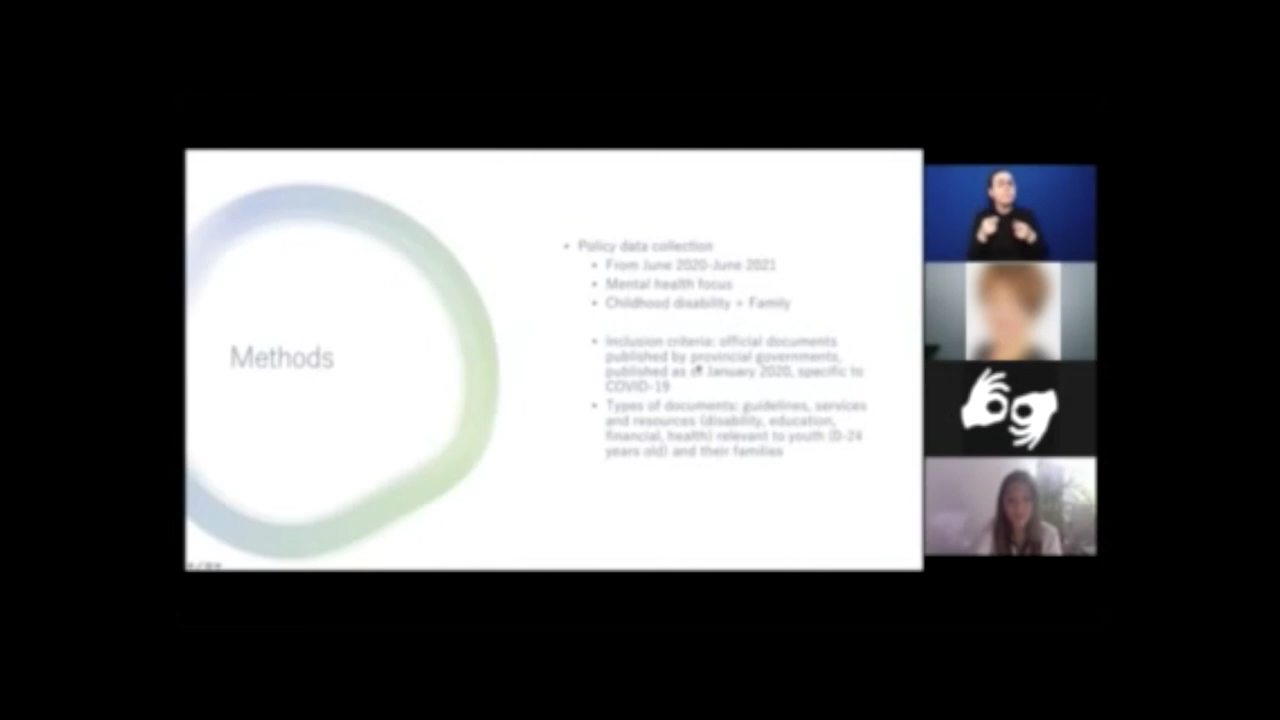 Methods
• Policy data collection
• From June 2020-June 2021
• Mental health focus
• Childhood disability + Family
• Inclusion criteria: official documents
published by provincial governments,
published as of January 2020, specific to
COVID-19
• Types of documents: guidelines, services
and resources (disability, education,
financial, health) relevant to youth (0-24
years old) and their families